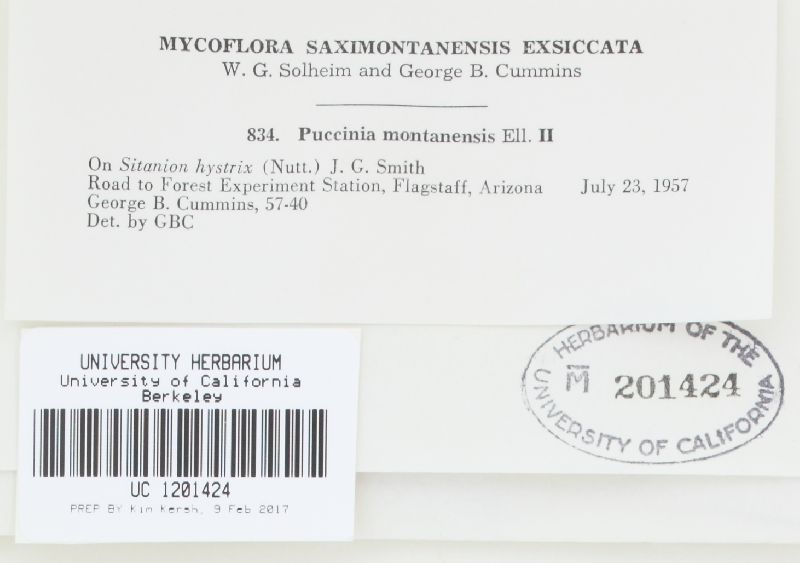 MYCOFLORA SAXIMONTANENSIS EXSICCATA
W. G. Solheim and George B. Cummins
834. Puccinia montanensis Ell. II
On Sitanion hystrix (Nutt.) J. G. Smith
Road to Forest Experiment Station, Flagstaff, Arizona July 23, 1957
George B. Cummins, 57-40
Det. by GBC
HERBARIUM OF THE
M̅ 201424
UNIVERSITY OF CALIFORNIA
UNIVERSITY HERBARIUM
University of California
Berkeley
UC 1201424
PREP BY Kim Kersh, 9 Feb 2017